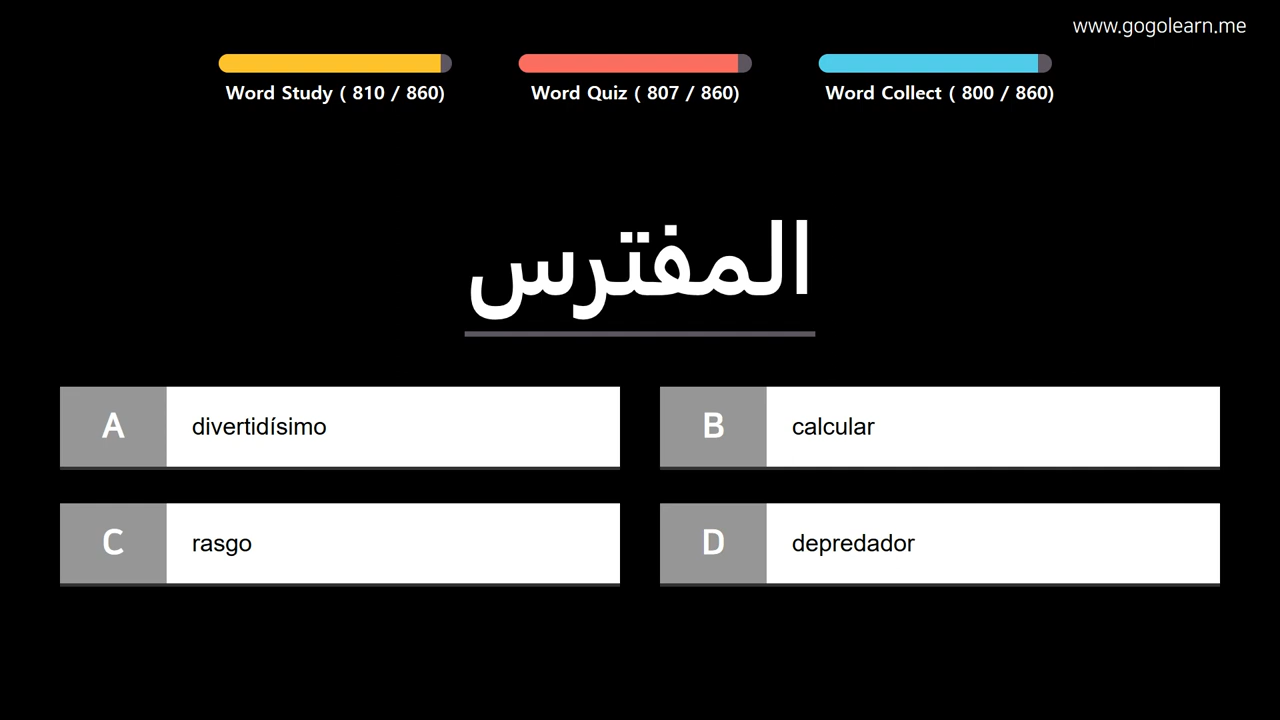 www.gogolearn.me
Word Study ( 810 / 860)
Word Quiz ( 807 / 860)
Word Collect ( 800 / 860)
المفترس
A divertidísimo
B calcular
C rasgo
D depredador